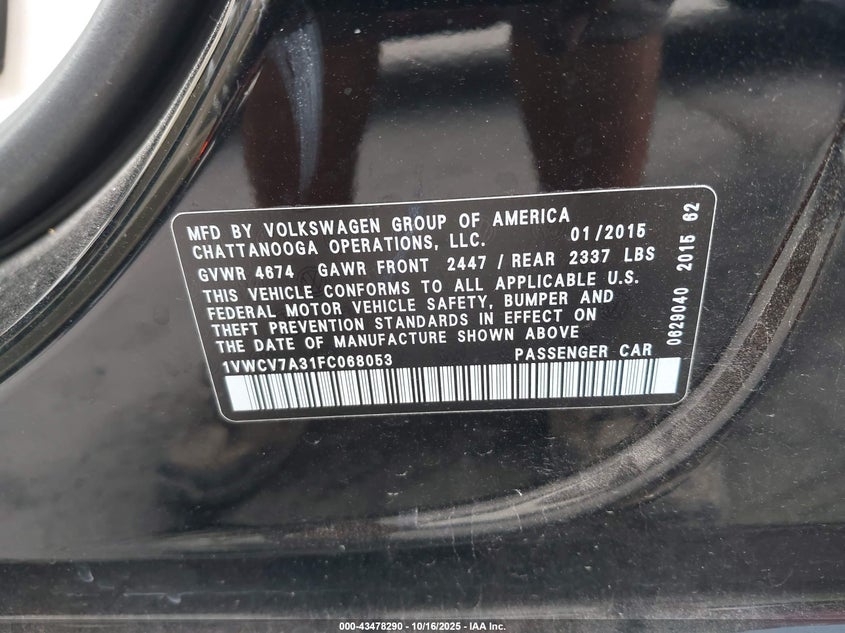 MFD BY VOLKSWAGEN GROUP OF AMERICA
CHATTANOOGA OPERATIONS, LLC. 01/2015
GVWR 4674 GAWR FRONT 2447 / REAR 2337 LBS
THIS VEHICLE CONFORMS TO ALL APPLICABLE U.S.
FEDERAL MOTOR VEHICLE SAFETY, BUMPER AND
THEFT PREVENTION STANDARDS IN EFFECT ON
THE DATE OF MANUFACTURE SHOWN ABOVE
1VWCV7A31FC068053 PASSENGER CAR
0629040 2015 62
000-43478290 - 10/16/2025 - IAA Inc.